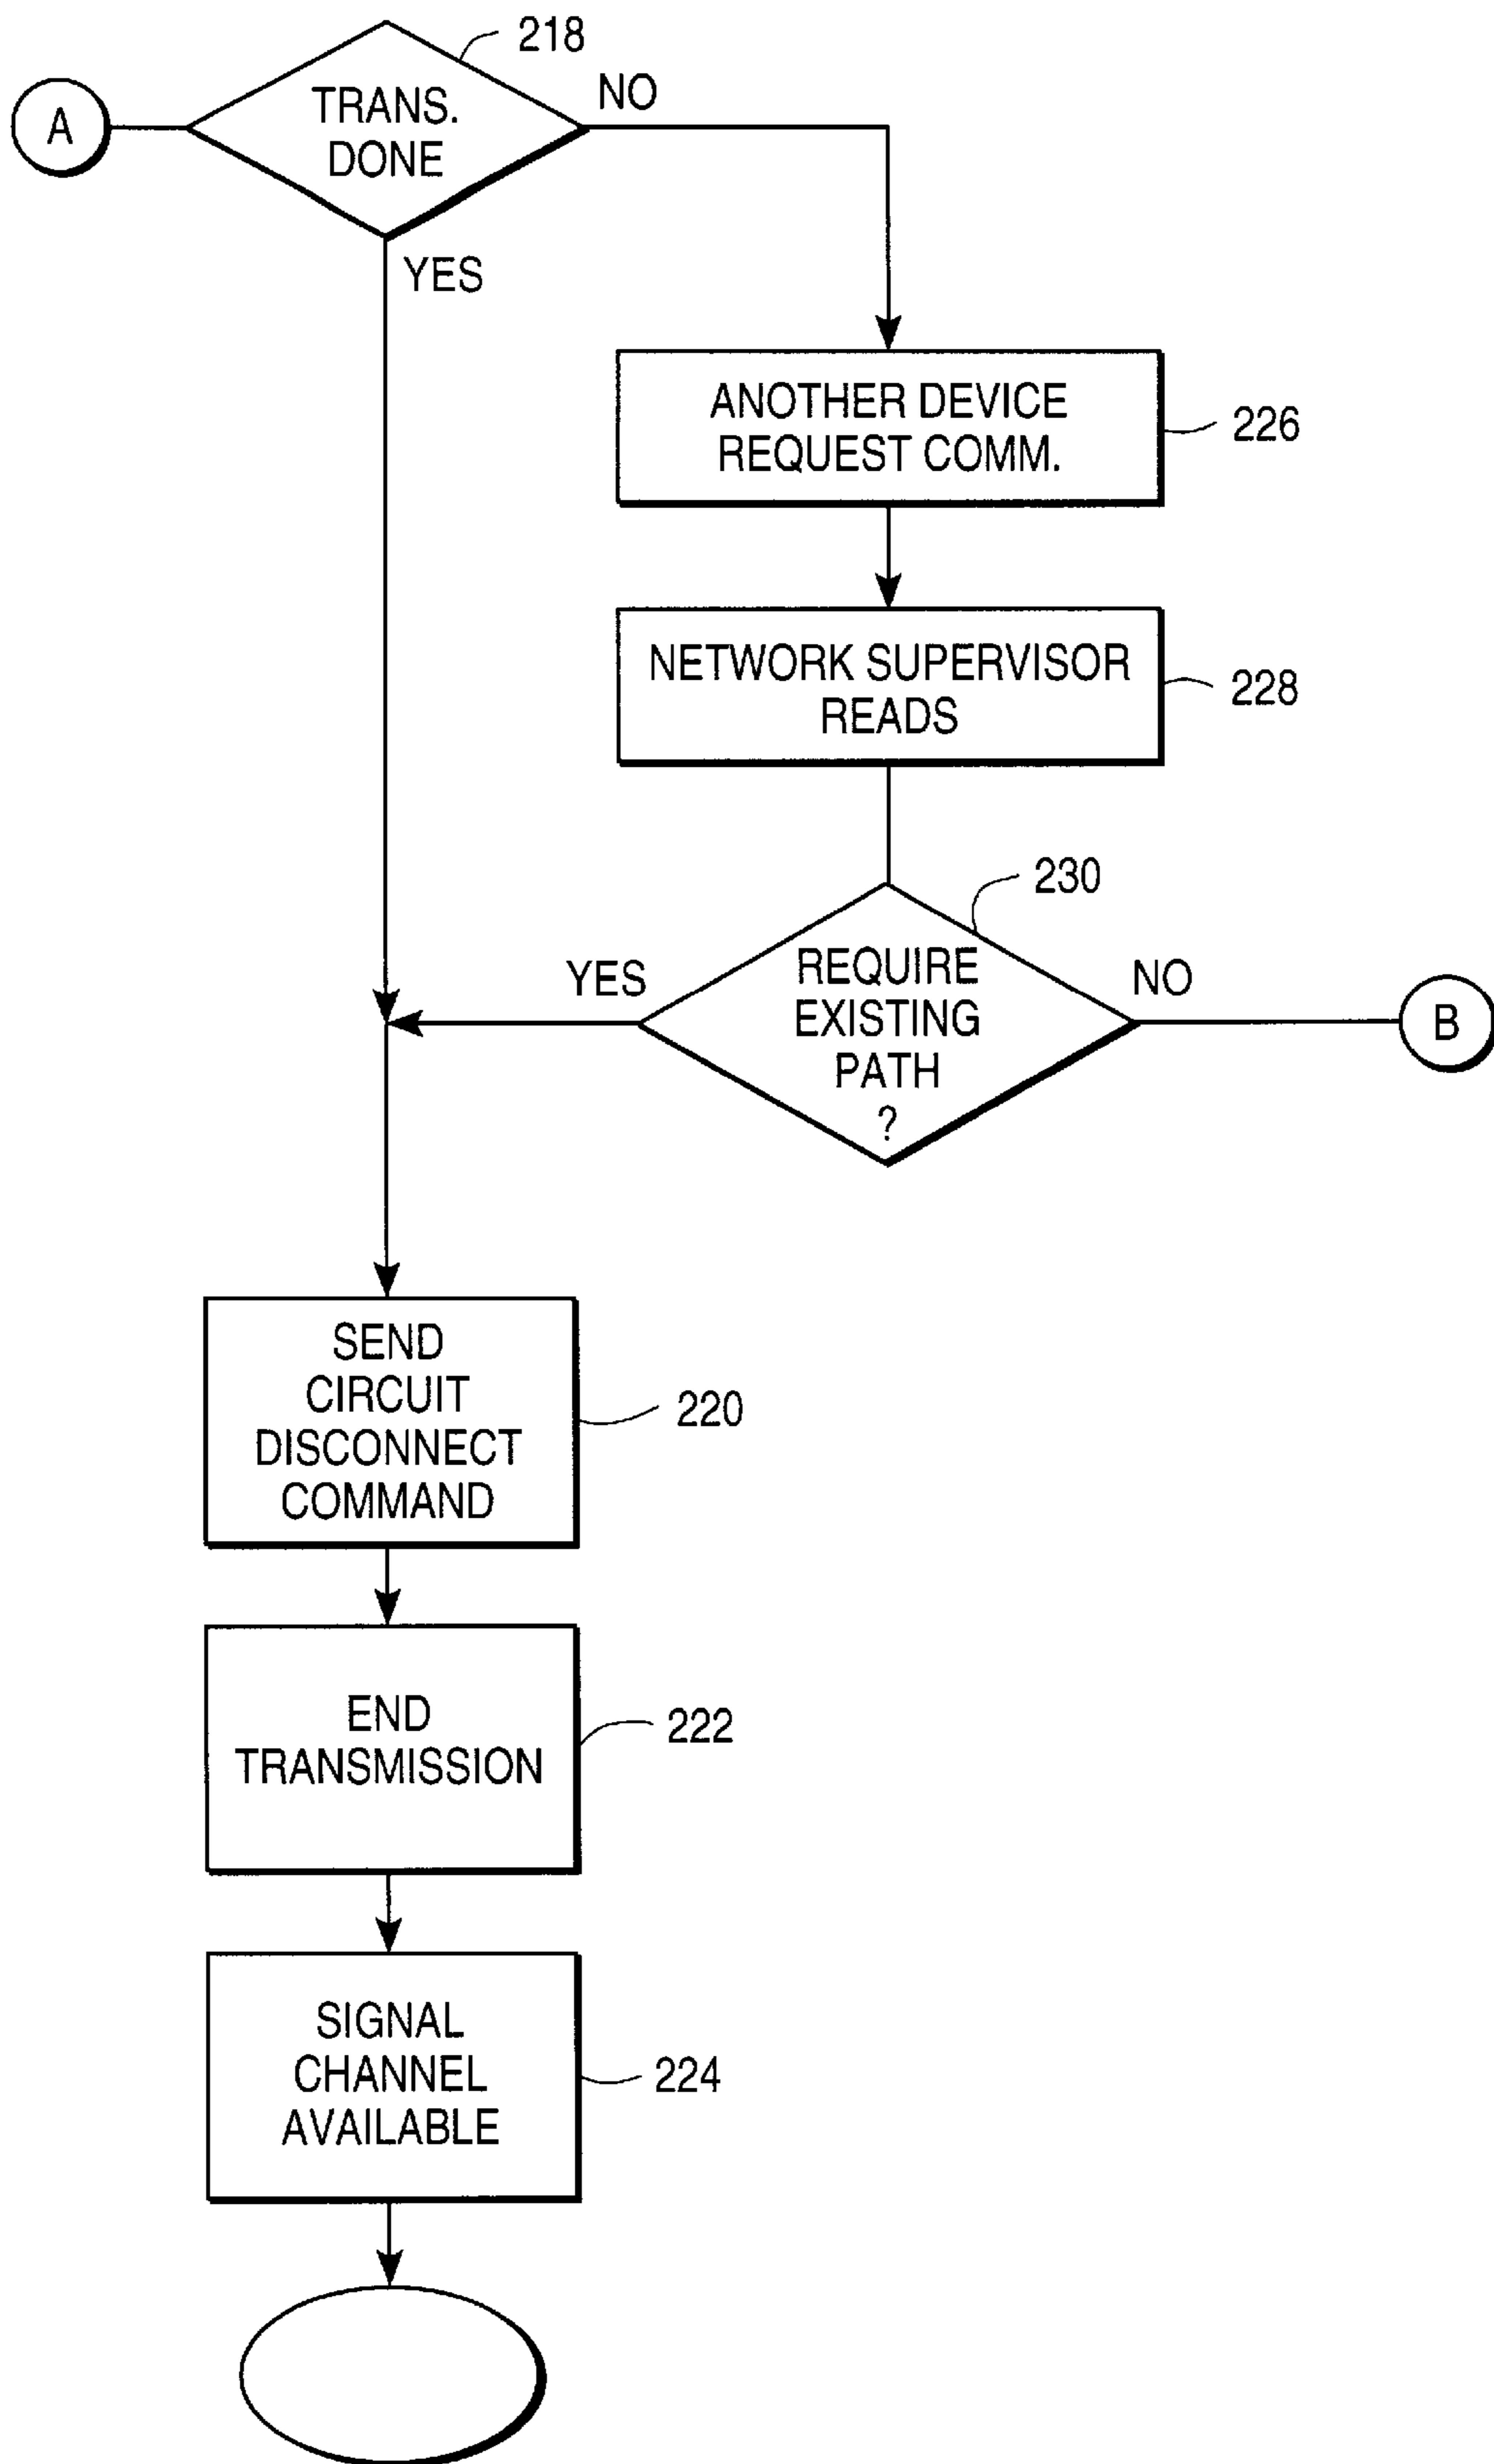 218
A
TRANS.
DONE
NO
YES
ANOTHER DEVICE
REQUEST COMM.
226
NETWORK SUPERVISOR
READS
228
230
YES
REQUIRE
EXISTING
PATH
?
NO
B
SEND
CIRCUIT
DISCONNECT
COMMAND
220
END
TRANSMISSION
222
SIGNAL
CHANNEL
AVAILABLE
224